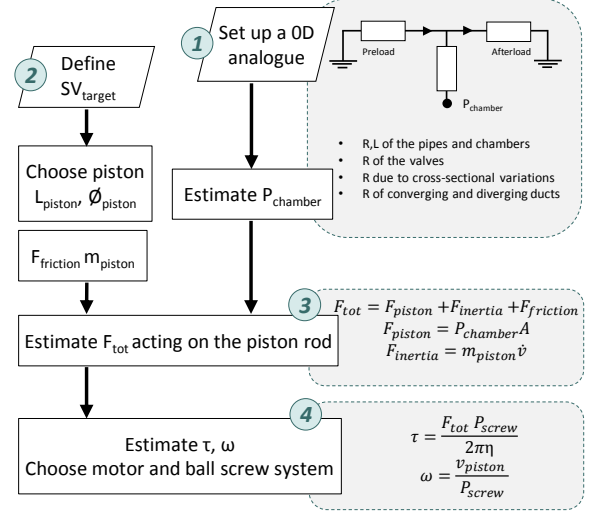 1
Set up a 0D
analogue
Preload
Afterload
P_chamber
• R,L of the pipes and chambers
• R of the valves
• R due to cross-sectional variations
• R of converging and diverging ducts
2
Define
SV_target
Choose piston
L_piston, Ø_piston
Estimate P_chamber
F_friction m_piston
3
Estimate F_tot acting on the piston rod
F_tot = F_piston + F_inertia + F_friction
F_piston = P_chamber A
F_inertia = m_piston v̇
4
Estimate τ, ω
Choose motor and ball screw system
τ = F_tot P_screw / 2πη
ω = v_piston / P_screw